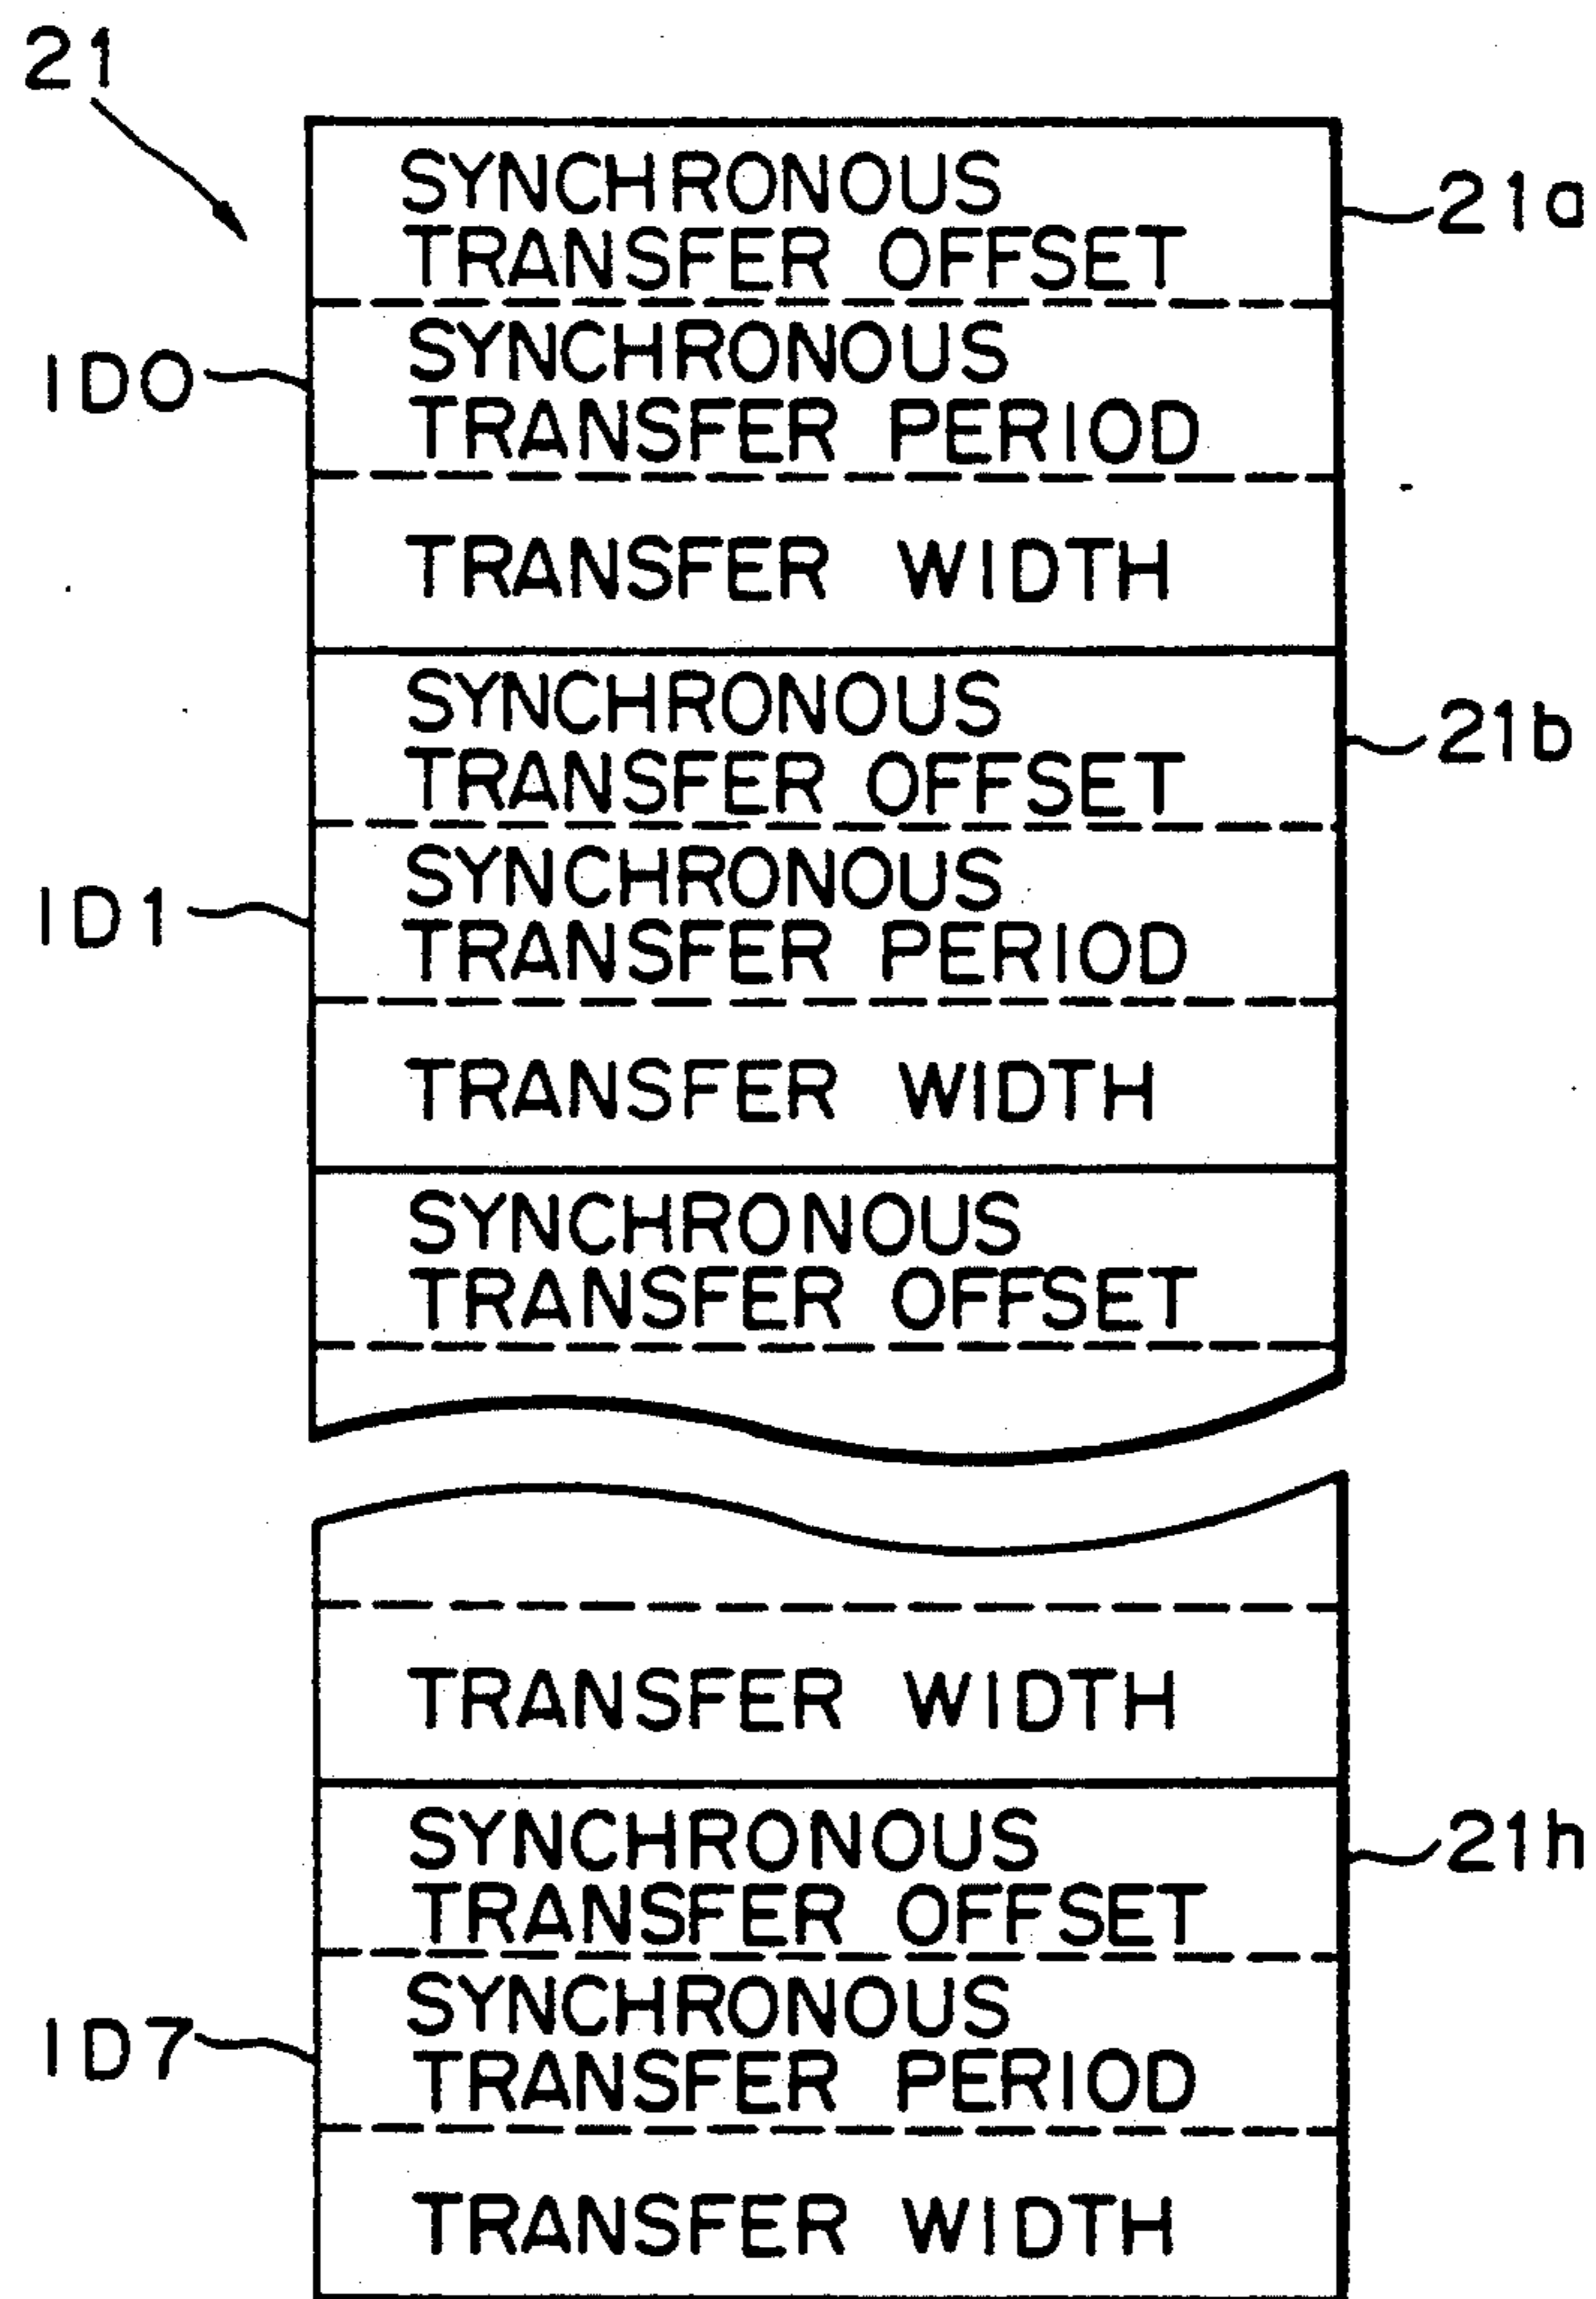 21
SYNCHRONOUS
TRANSFER OFFSET
21a
SYNCHRONOUS
TRANSFER PERIOD
ID0
TRANSFER WIDTH
SYNCHRONOUS
TRANSFER OFFSET
21b
SYNCHRONOUS
TRANSFER PERIOD
ID1
TRANSFER WIDTH
SYNCHRONOUS
TRANSFER OFFSET
TRANSFER WIDTH
SYNCHRONOUS
TRANSFER OFFSET
21h
SYNCHRONOUS
TRANSFER PERIOD
ID7
TRANSFER WIDTH